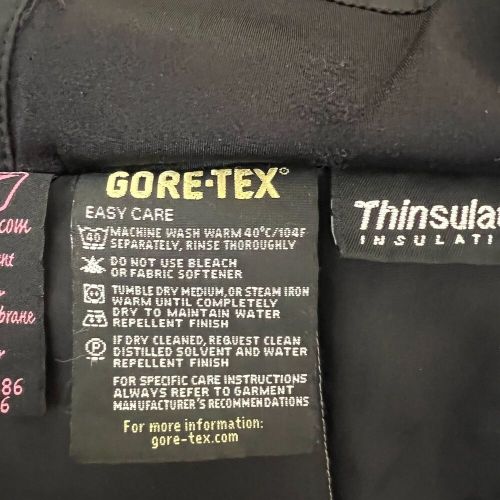 7
.com
ent
r
brane
r
86
6
GORE-TEX®
EASY CARE
40 MACHINE WASH WARM 40°C/104F
SEPARATELY, RINSE THOROUGHLY
DO NOT USE BLEACH
OR FABRIC SOFTENER
TUMBLE DRY MEDIUM, OR STEAM IRON
WARM UNTIL COMPLETELY
DRY TO MAINTAIN WATER
REPELLENT FINISH
P IF DRY CLEANED, REQUEST CLEAN
DISTILLED SOLVENT AND WATER
REPELLENT FINISH
FOR SPECIFIC CARE INSTRUCTIONS
ALWAYS REFER TO GARMENT
MANUFACTURER'S RECOMMENDATIONS
For more information:
gore-tex.com
Thinsulat
INSULATI